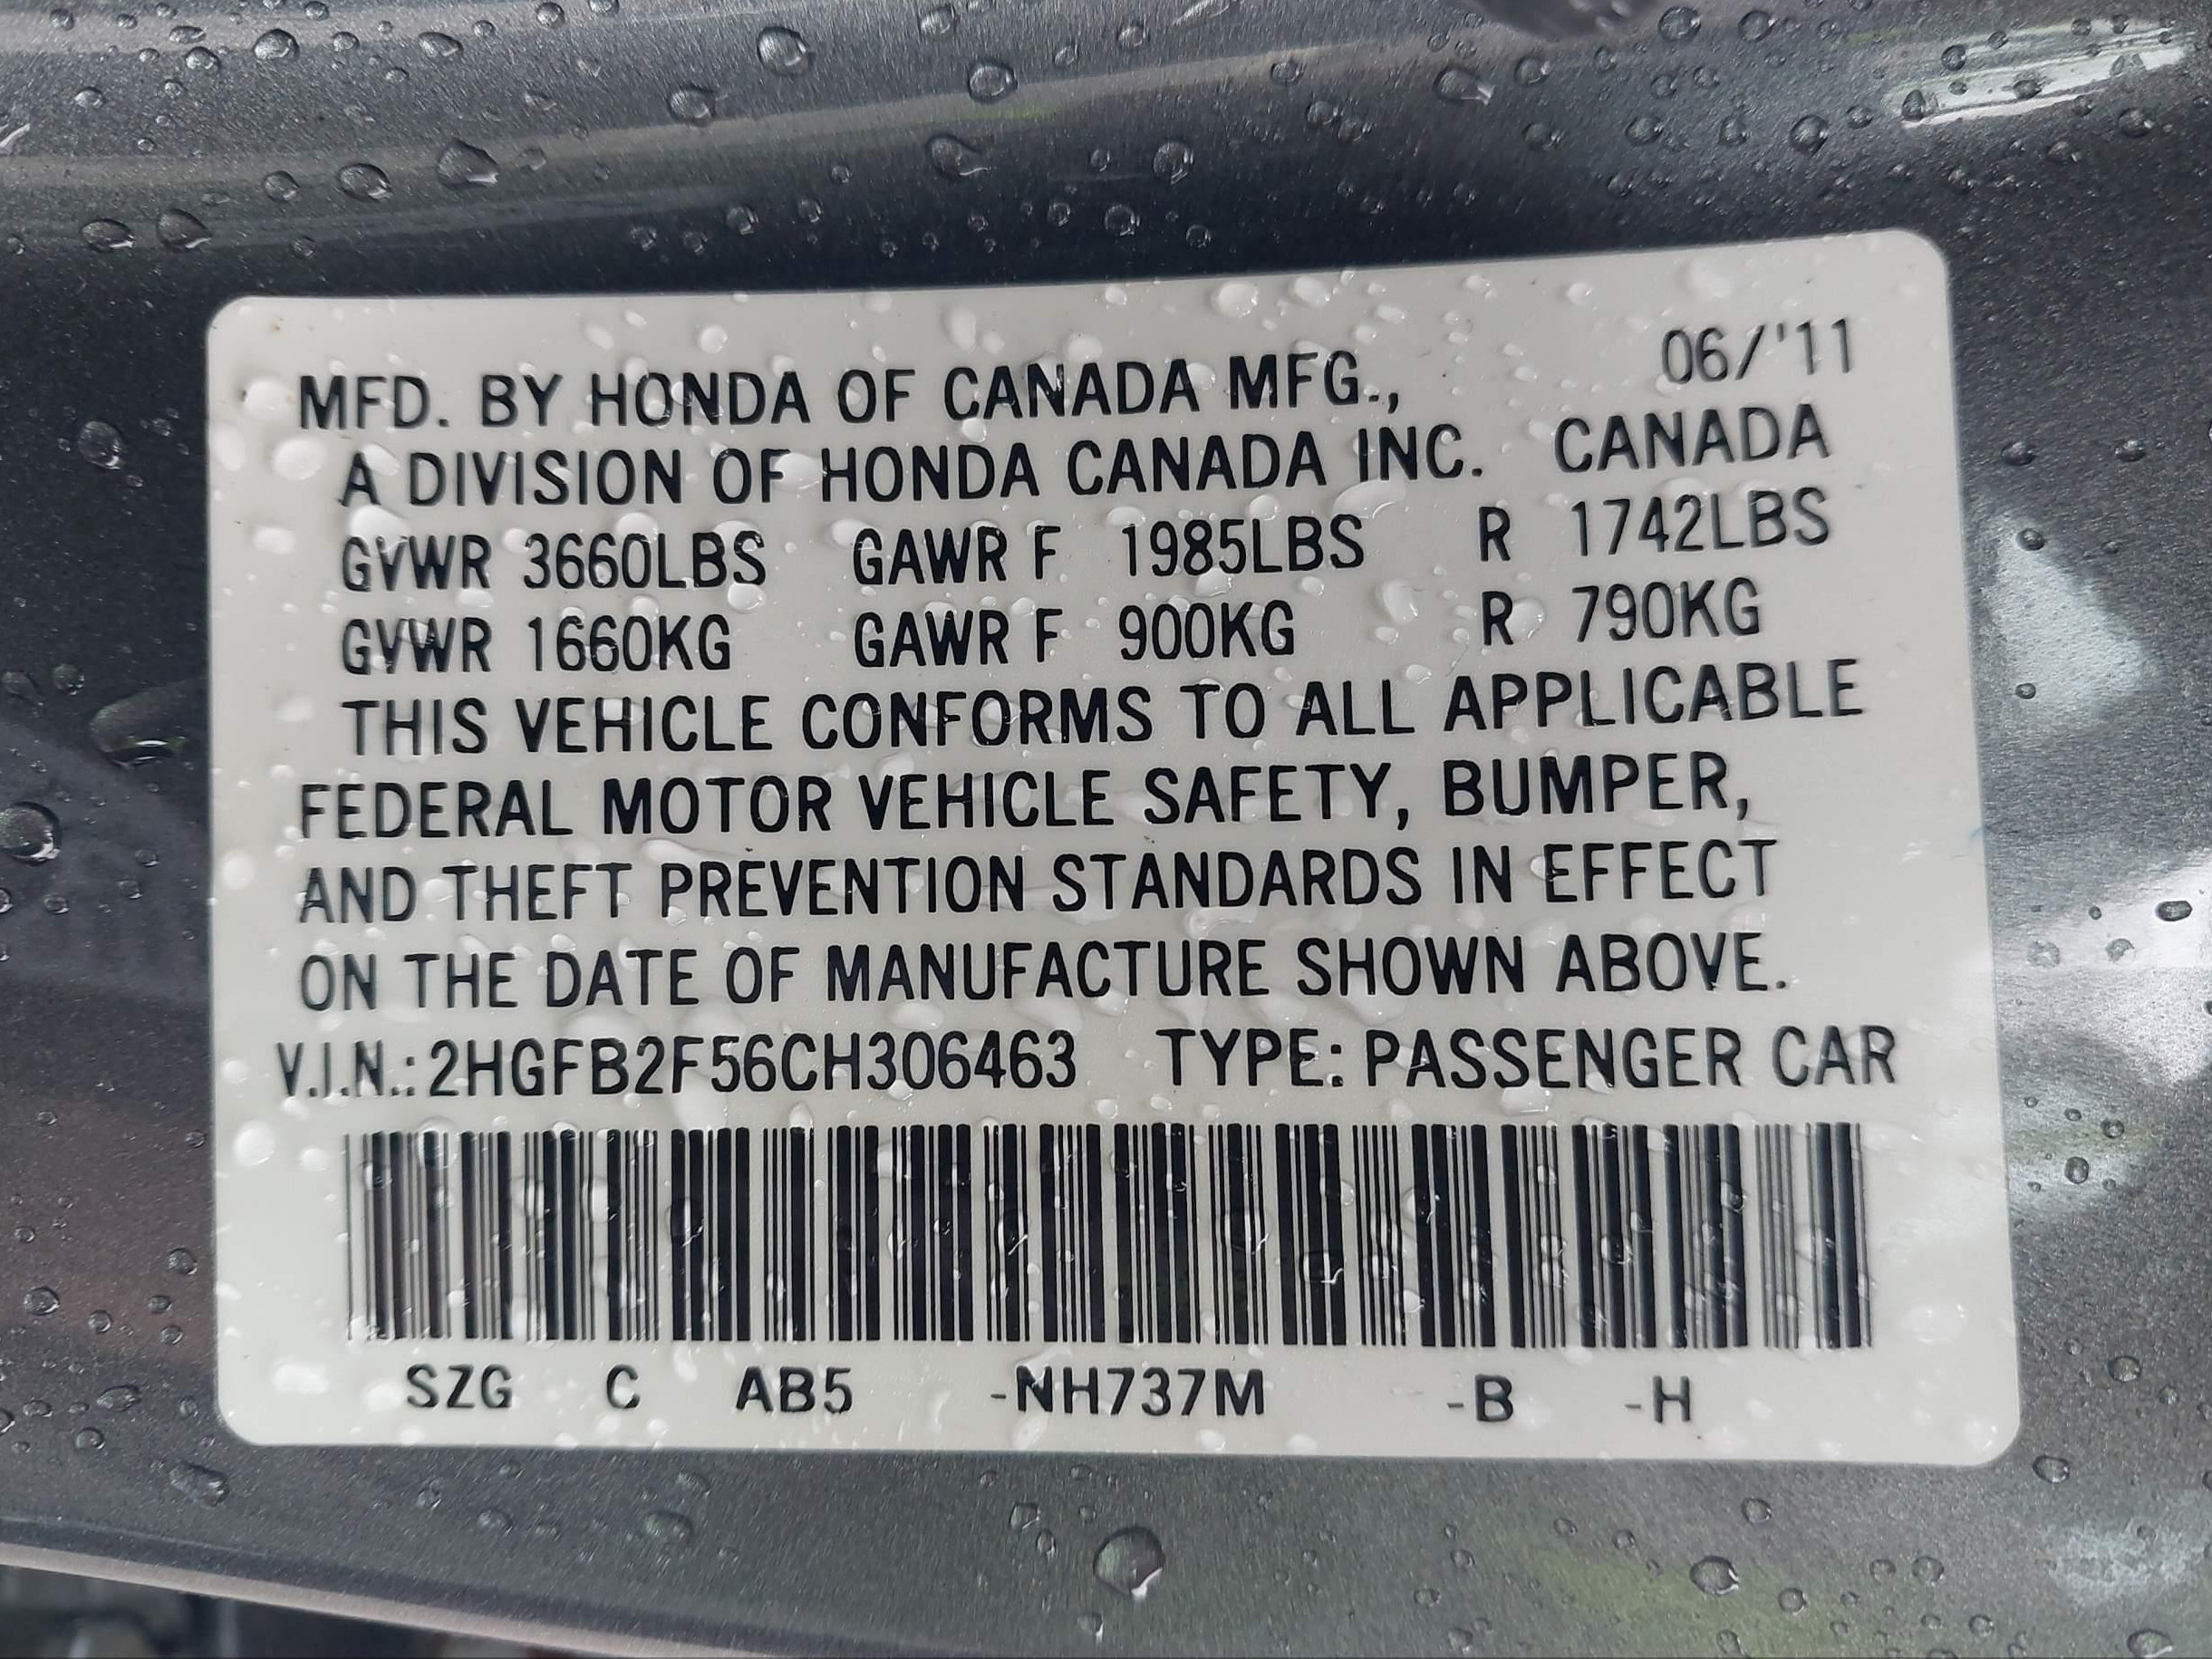 06/'11
MFD. BY HONDA OF CANADA MFG.,
A DIVISION OF HONDA CANADA INC. CANADA
GVWR 3660LBS GAWR F 1985LBS R 1742LBS
GVWR 1660KG GAWR F 900KG R 790KG
THIS VEHICLE CONFORMS TO ALL APPLICABLE
FEDERAL MOTOR VEHICLE SAFETY, BUMPER,
AND THEFT PREVENTION STANDARDS IN EFFECT
ON THE DATE OF MANUFACTURE SHOWN ABOVE.
V.I.N.: 2HGFB2F56CH306463 TYPE: PASSENGER CAR
SZG C AB5 -NH737M -B -H